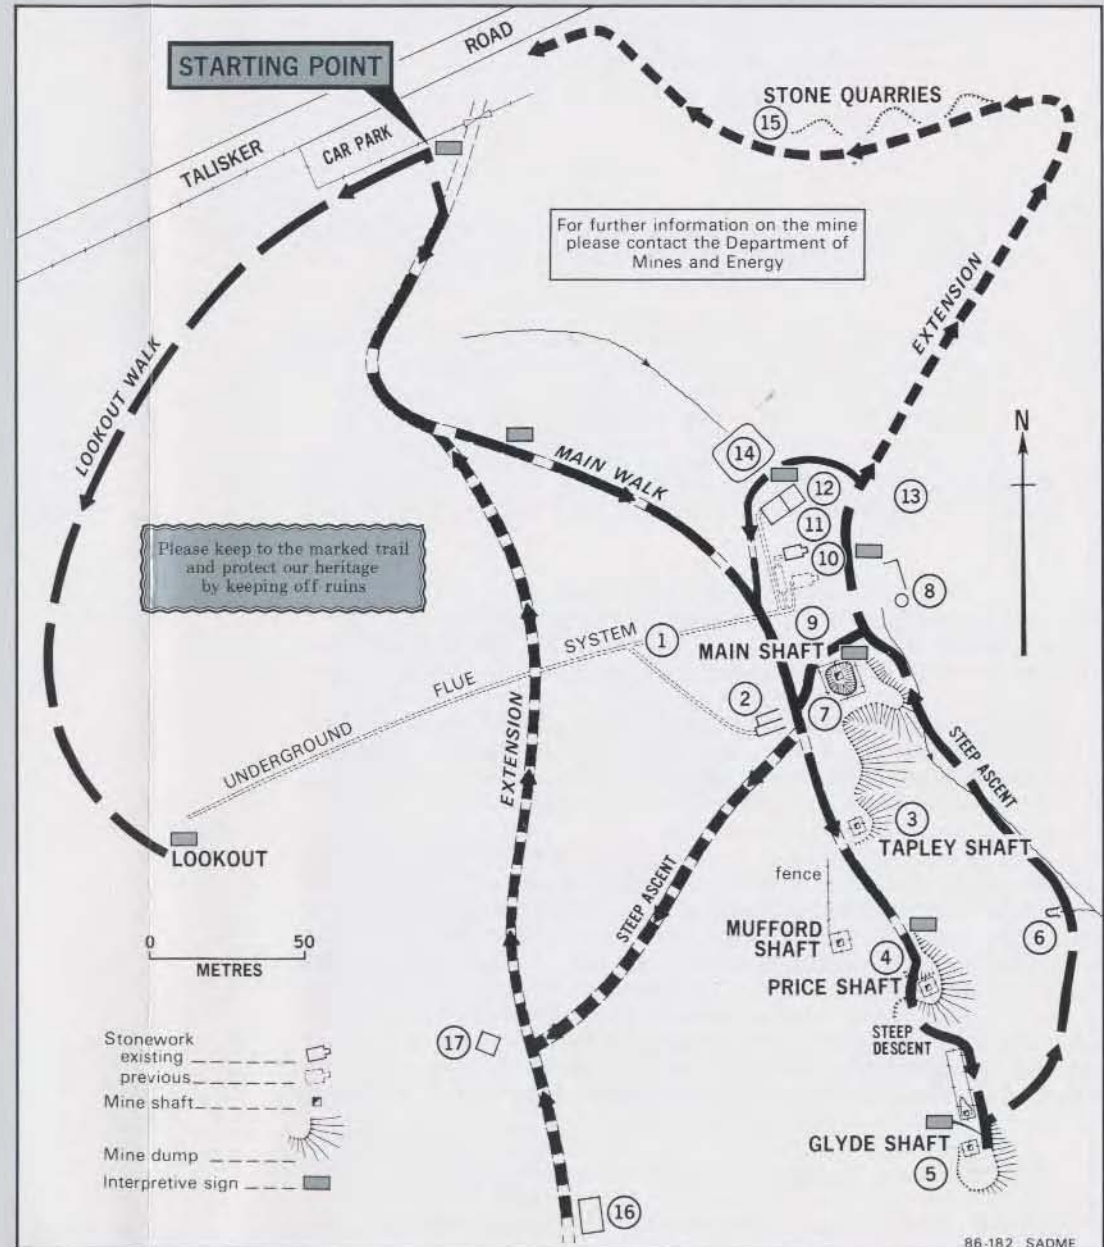 STARTING POINT
ROAD
TALISKER
CAR PARK
STONE QUARRIES
15
For further information on the mine
please contact the Department of
Mines and Energy
EXTENSION
LOOKOUT WALK
N
MAIN WALK
14
12
13
11
10
8
Please keep to the marked trail
and protect our heritage
by keeping off ruins
UNDERGROUND
FLUE
SYSTEM
1
9
MAIN SHAFT
2
7
EXTENSION
STEEP ASCENT
3
TAPLEY SHAFT
LOOKOUT
STEEP ASCENT
fence
MUFFORD
SHAFT
6
4
PRICE SHAFT
0 50
METRES
STEEP
DESCENT
17
Stonework
existing
previous
Mine shaft
Mine dump
Interpretive sign
GLYDE SHAFT
5
16
86-182 SADME